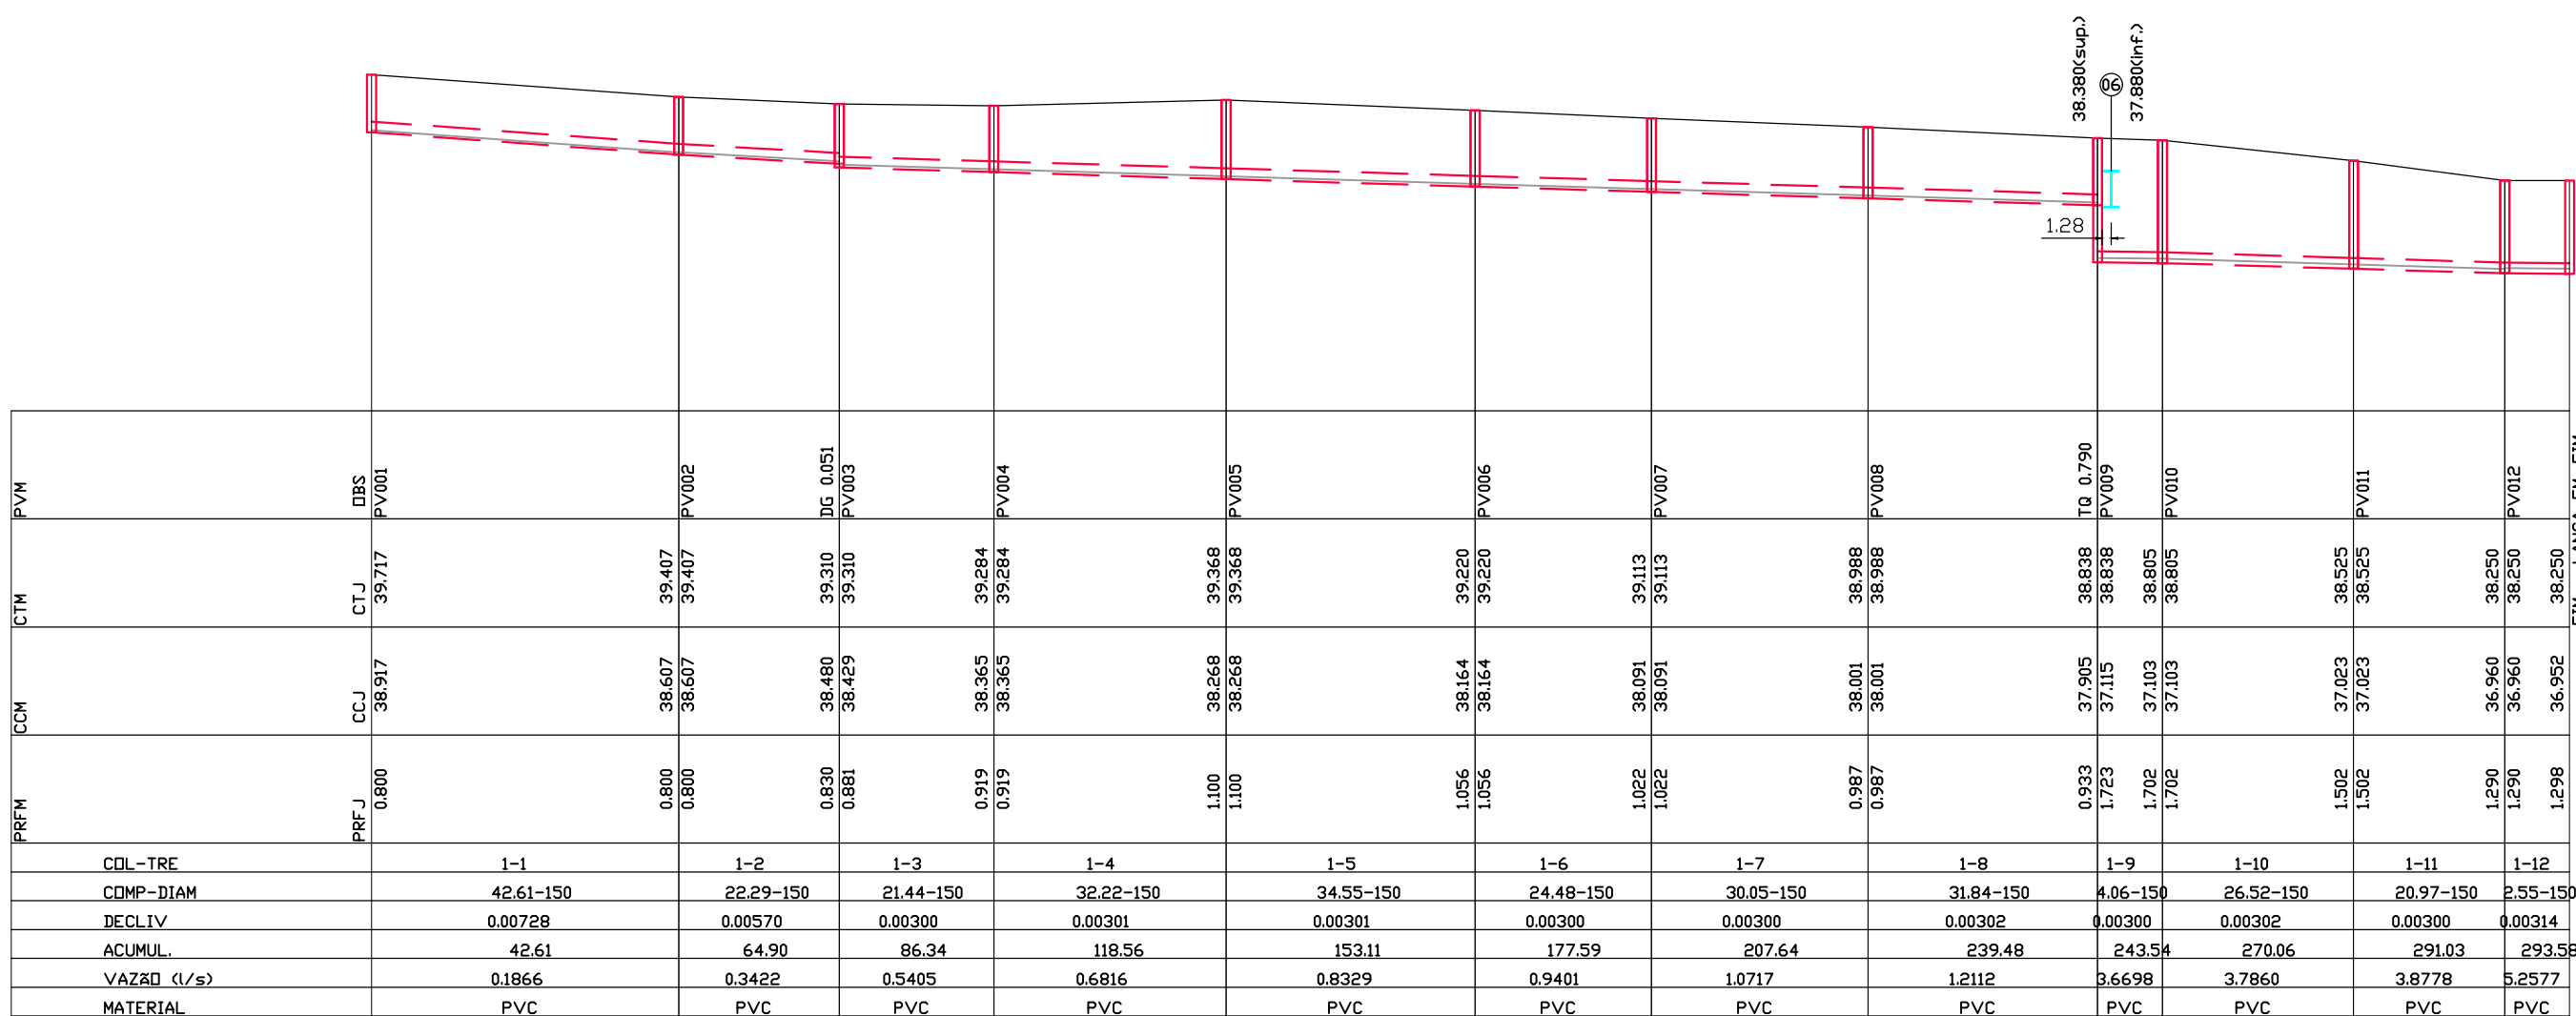 38.380(sup.)
06
37.880(inf.)
1.28
PVM OBS PV001 PV002 DG 0.051 PV003 PV004 PV005 PV006 PV007 PV008 TQ 0.790 PV009 PV010 PV011 PV012
CTM CTJ 39.717 39.407 39.407 39.310 39.310 39.284 39.284 39.368 39.368 39.220 39.220 39.113 39.113 38.988 38.988 38.838 38.838 38.805 38.805 38.525 38.525 38.250 38.250 38.250
CCM CCJ 38.917 38.607 38.607 38.480 38.429 38.365 38.365 38.268 38.268 38.164 38.164 38.091 38.091 38.001 38.001 37.905 37.115 37.103 37.103 37.023 37.023 36.960 36.960 36.952
PRFM PRFJ 0.800 0.800 0.800 0.830 0.881 0.919 0.919 1.100 1.100 1.056 1.056 1.022 1.022 0.987 0.987 0.933 1.723 1.702 1.702 1.502 1.502 1.290 1.290 1.298
COL-TRE 1-1 1-2 1-3 1-4 1-5 1-6 1-7 1-8 1-9 1-10 1-11 1-12
COMP-DIAM 42.61-150 22.29-150 21.44-150 32.22-150 34.55-150 24.48-150 30.05-150 31.84-150 4.06-150 26.52-150 20.97-150 2.55-150
DECLIV 0.00728 0.00570 0.00300 0.00301 0.00301 0.00300 0.00300 0.00302 0.00300 0.00302 0.00300 0.00314
ACUMUL. 42.61 64.90 86.34 118.56 153.11 177.59 207.64 239.48 243.54 270.06 291.03 293.58
VAZãO (l/s) 0.1866 0.3422 0.5405 0.6816 0.8329 0.9401 1.0717 1.2112 3.6698 3.7860 3.8778 5.2577
MATERIAL PVC PVC PVC PVC PVC PVC PVC PVC PVC PVC PVC PVC